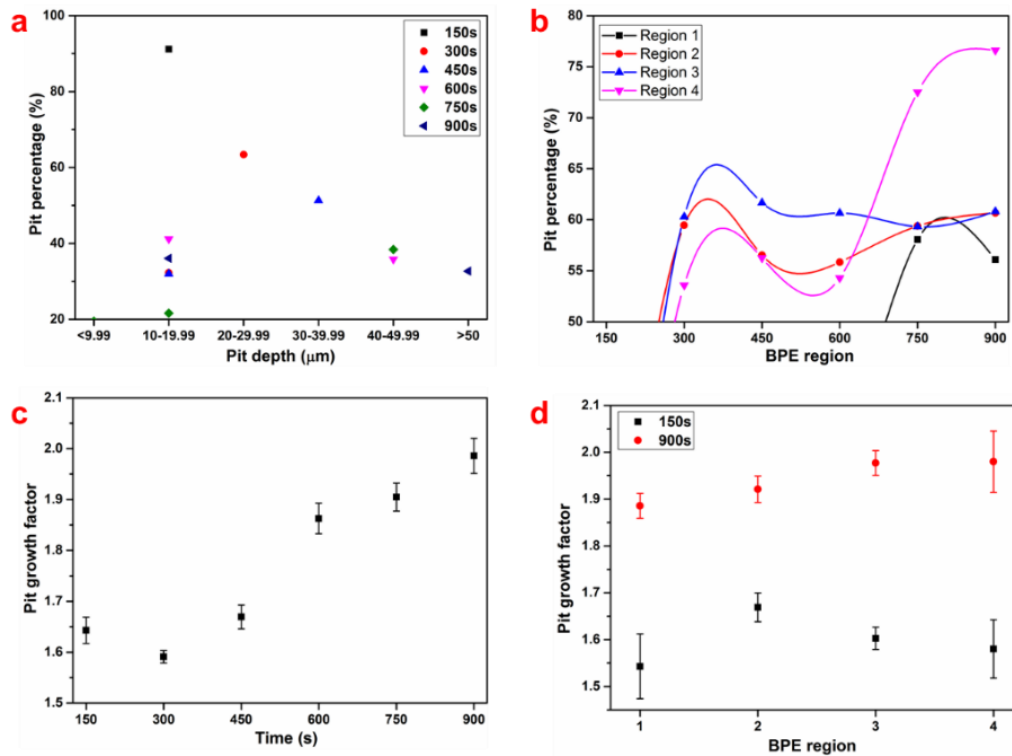 a
100
80
60
40
20
Pit percentage (%)
150s
300s
450s
600s
750s
900s
<9.99 10-19.99 20-29.99 30-39.99 40-49.99 >50
Pit depth (μm)
b
80
75
70
65
60
55
50
Pit percentage (%)
Region 1
Region 2
Region 3
Region 4
150 300 450 600 750 900
BPE region
c
2.1
2.0
1.9
1.8
1.7
1.6
1.5
Pit growth factor
150 300 450 600 750 900
Time (s)
d
2.1
2.0
1.9
1.8
1.7
1.6
1.5
Pit growth factor
150s
900s
1 2 3 4
BPE region